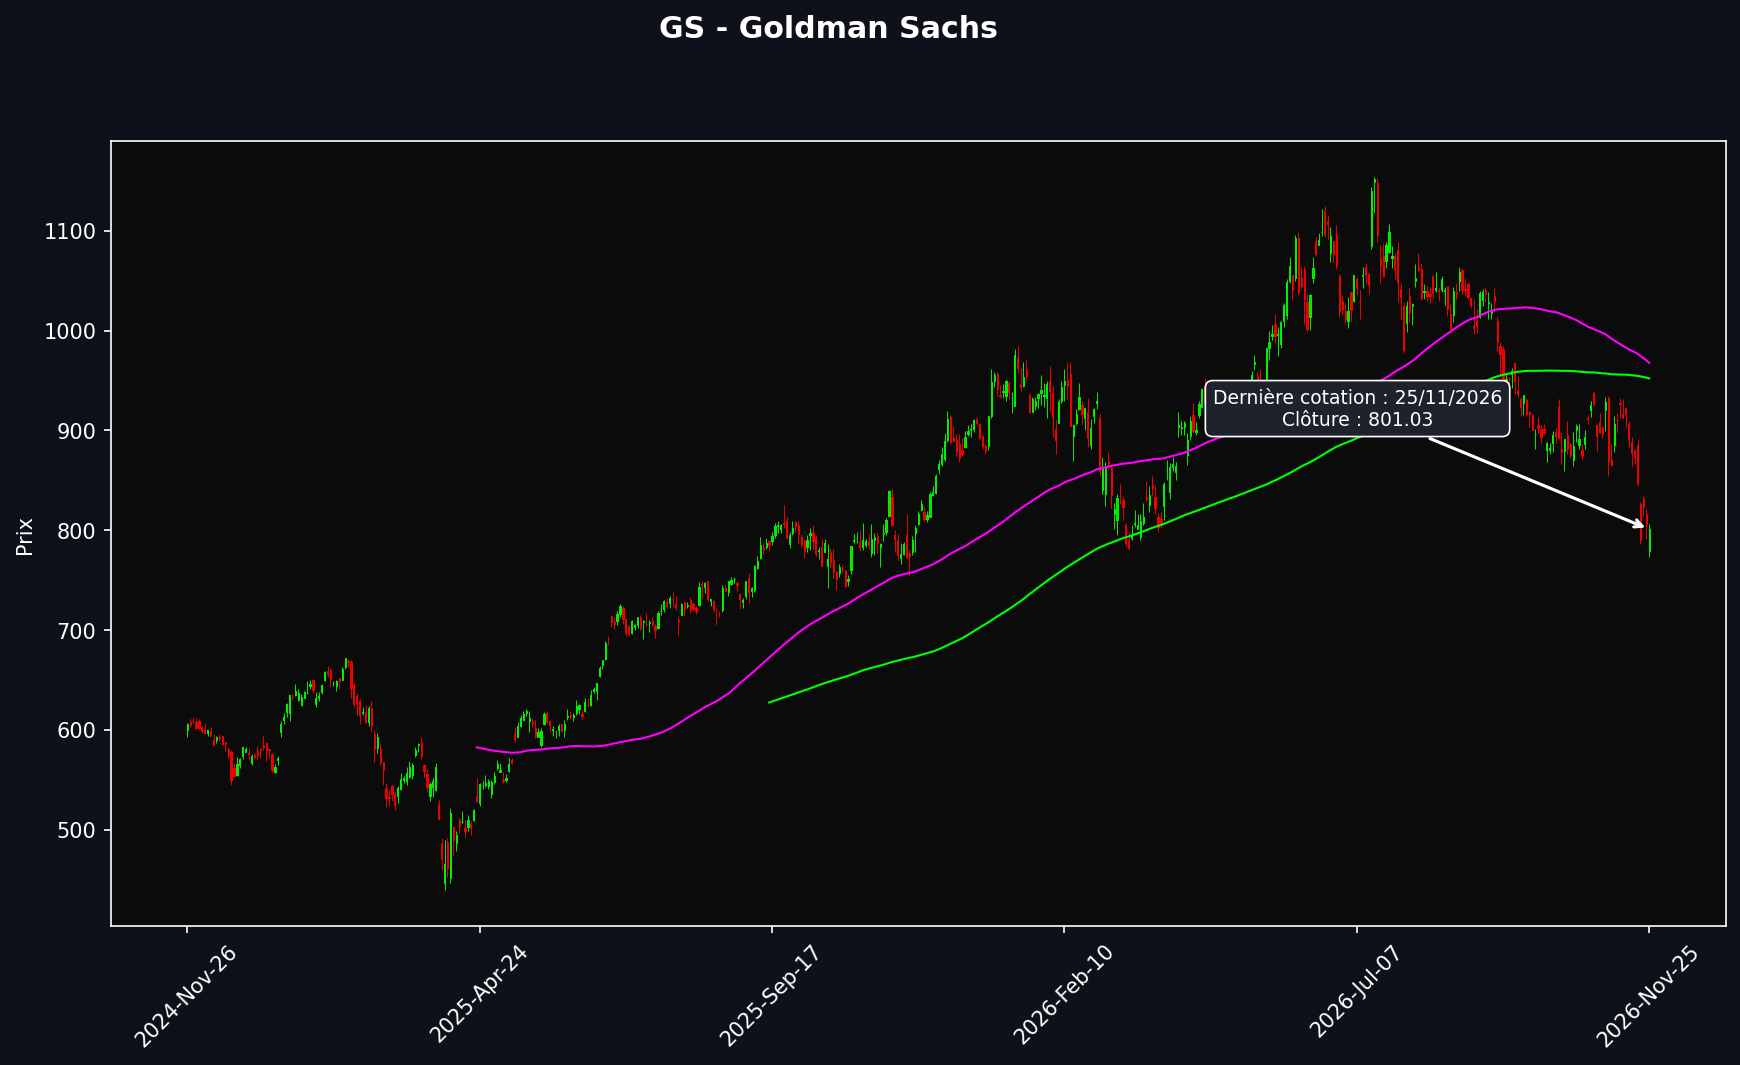 GS - Goldman Sachs
1100
1000
900
800
700
600
500
Prix
Dernière cotation : 25/11/2026
Clôture : 801.03
2024-Nov-26
2025-Apr-24
2025-Sep-17
2026-Feb-10
2026-Jul-07
2026-Nov-25